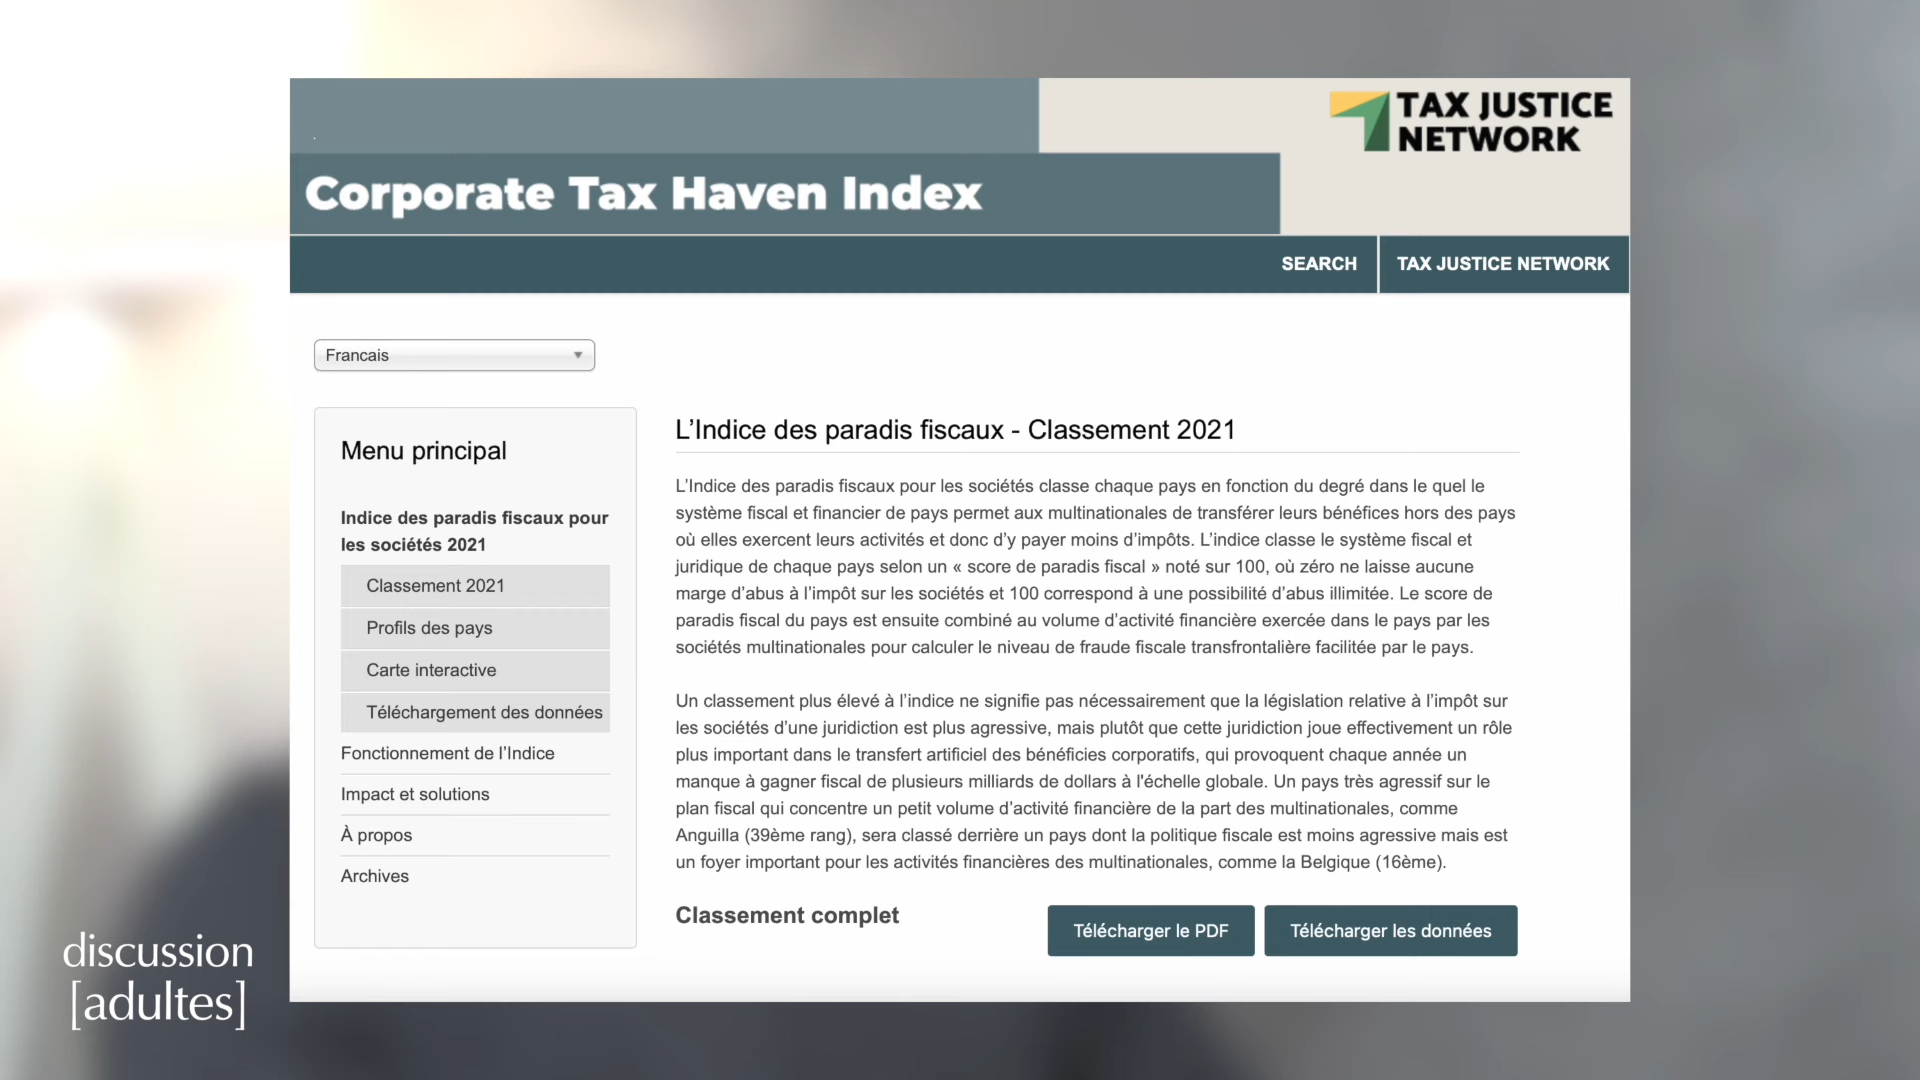 TAX JUSTICE
NETWORK
Corporate Tax Haven Index
SEARCH
TAX JUSTICE NETWORK
Francais
Menu principal
Indice des paradis fiscaux pour
les sociétés 2021
Classement 2021
Profils des pays
Carte interactive
Téléchargement des données
Fonctionnement de l’Indice
Impact et solutions
À propos
Archives
L’Indice des paradis fiscaux - Classement 2021
L’Indice des paradis fiscaux pour les sociétés classe chaque pays en fonction du degré dans le quel le
système fiscal et financier de pays permet aux multinationales de transférer leurs bénéfices hors des pays
où elles exercent leurs activités et donc d’y payer moins d’impôts. L’indice classe le système fiscal et
juridique de chaque pays selon un « score de paradis fiscal » noté sur 100, où zéro ne laisse aucune
marge d’abus à l’impôt sur les sociétés et 100 correspond à une possibilité d’abus illimitée. Le score de
paradis fiscal du pays est ensuite combiné au volume d’activité financière exercée dans le pays par les
sociétés multinationales pour calculer le niveau de fraude fiscale transfrontalière facilitée par le pays.
Un classement plus élevé à l’indice ne signifie pas nécessairement que la législation relative à l’impôt sur
les sociétés d’une juridiction est plus agressive, mais plutôt que cette juridiction joue effectivement un rôle
plus important dans le transfert artificiel des bénéficies corporatifs, qui provoquent chaque année un
manque à gagner fiscal de plusieurs milliards de dollars à l'échelle globale. Un pays très agressif sur le
plan fiscal qui concentre un petit volume d’activité financière de la part des multinationales, comme
Anguilla (39ème rang), sera classé derrière un pays dont la politique fiscale est moins agressive mais est
un foyer important pour les activités financières des multinationales, comme la Belgique (16ème).
Classement complet
Télécharger le PDF
Télécharger les données
discussion
[adultes]